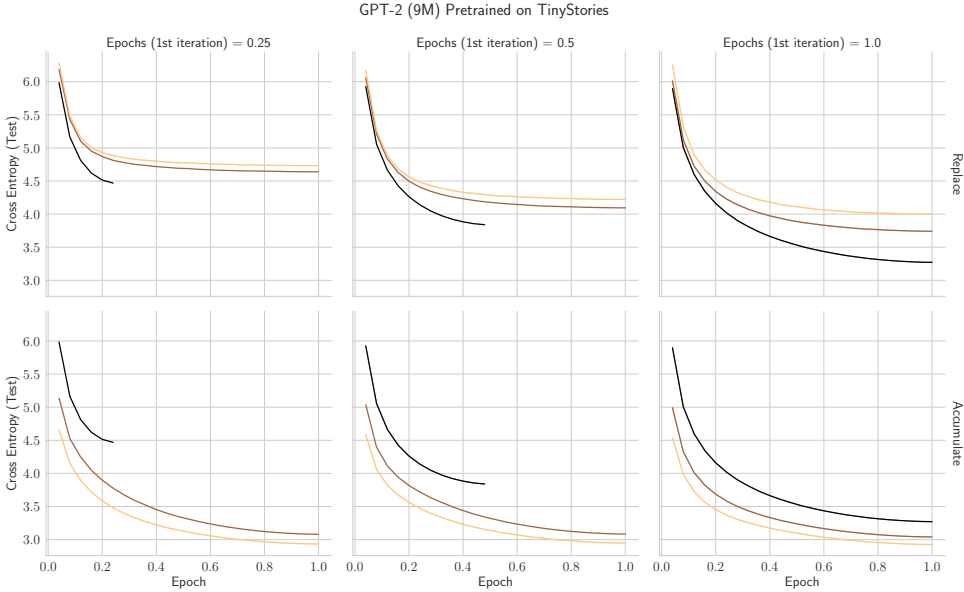 GPT-2 (9M) Pretrained on TinyStories
Epochs (1st iteration) = 0.25
Epochs (1st iteration) = 0.5
Epochs (1st iteration) = 1.0
6.0
5.5
5.0
4.5
4.0
3.5
3.0
Cross Entropy (Test)
Replace
6.0
5.5
5.0
4.5
4.0
3.5
3.0
Cross Entropy (Test)
Accumulate
0.0 0.2 0.4 0.6 0.8 1.0
0.0 0.2 0.4 0.6 0.8 1.0
0.0 0.2 0.4 0.6 0.8 1.0
Epoch
Epoch
Epoch